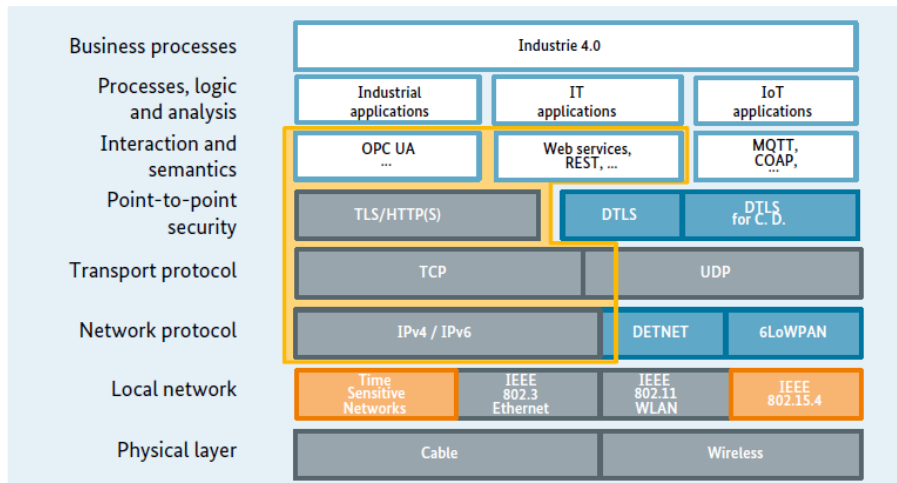 Business processes
Industrie 4.0
Processes, logic
and analysis
Industrial
applications
IT
applications
IoT
applications
Interaction and
semantics
OPC UA
...
Web services,
REST, ...
MQTT,
COAP,
...
Point-to-point
security
TLS/HTTP(S)
DTLS
DTLS
for C. D.
Transport protocol
TCP
UDP
Network protocol
IPv4 / IPv6
DETNET
6LoWPAN
Local network
Time
Sensitive
Networks
IEEE
802.3
Ethernet
IEEE
802.11
WLAN
IEEE
802.15.4
Physical layer
Cable
Wireless